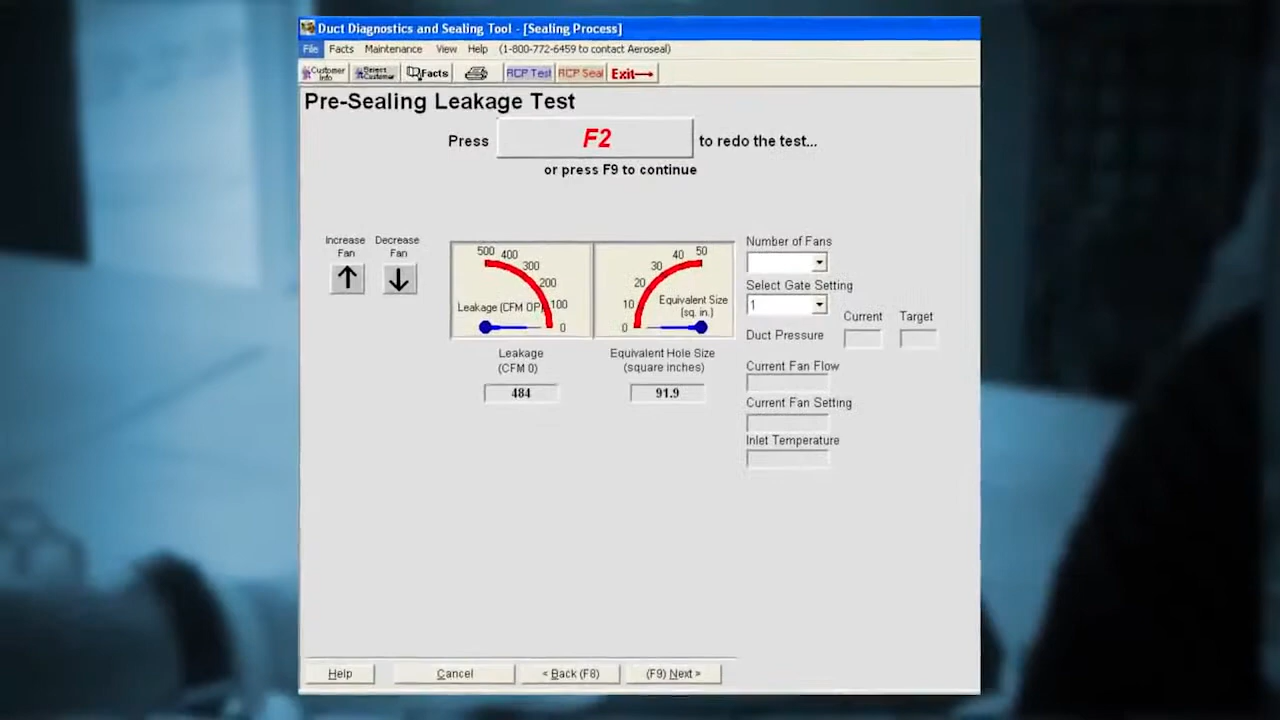 Duct Diagnostics and Sealing Tool - [Sealing Process]
File Facts Maintenance View Help (1-800-772-6459 to contact Aeroseal)
Customer Info Select Customer Facts RCP Test RCP Seal Exit
Pre-Sealing Leakage Test
Press F2 to redo the test...
or press F9 to continue
Increase Fan
Decrease Fan
500 400 300 200 100 0
Leakage (CFM OP)
50 40 30 20 10 0
Equivalent Size (sq. in.)
Leakage (CFM 0)
484
Equivalent Hole Size (square inches)
91.9
Number of Fans
Select Gate Setting
1
Current Target
Duct Pressure
Current Fan Flow
Current Fan Setting
Inlet Temperature
Help Cancel < Back (F8) (F9) Next >